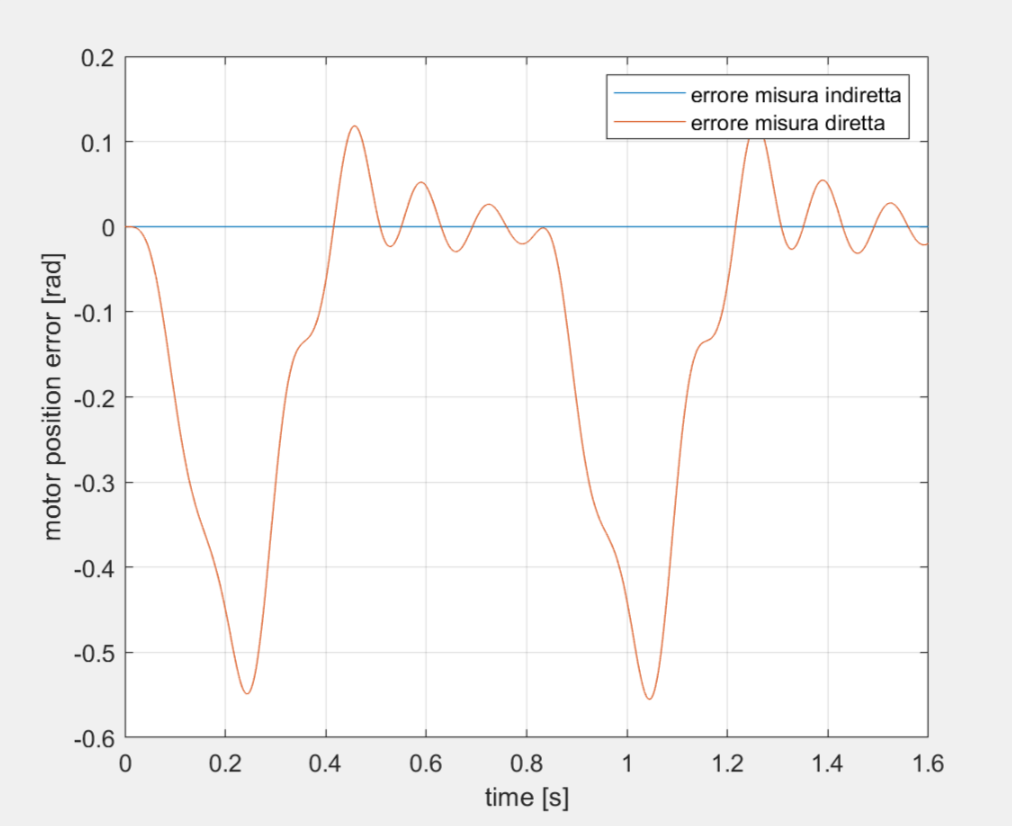 errore misura indiretta
errore misura diretta
0.2
0.1
0
-0.1
-0.2
-0.3
-0.4
-0.5
-0.6
motor position error [rad]
0 0.2 0.4 0.6 0.8 1 1.2 1.4 1.6
time [s]